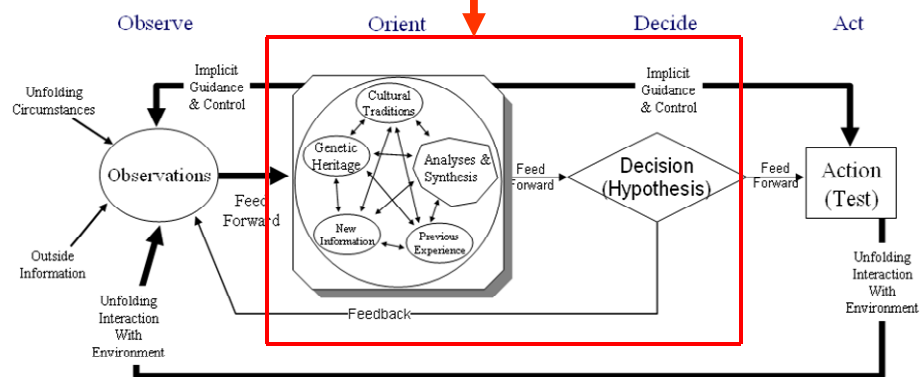 Observe
Orient
Decide
Act
Implicit
Guidance
& Control
Implicit
Guidance
& Control
Unfolding
Circumstances
Observations
Outside
Information
Feed
Forward
Cultural
Traditions
Genetic
Heritage
Analyses &
Synthesis
New
Information
Previous
Experience
Feed
Forward
Decision
(Hypothesis)
Feed
Forward
Action
(Test)
Feedback
Unfolding
Interaction
With
Environment
Unfolding
Interaction
With
Environment